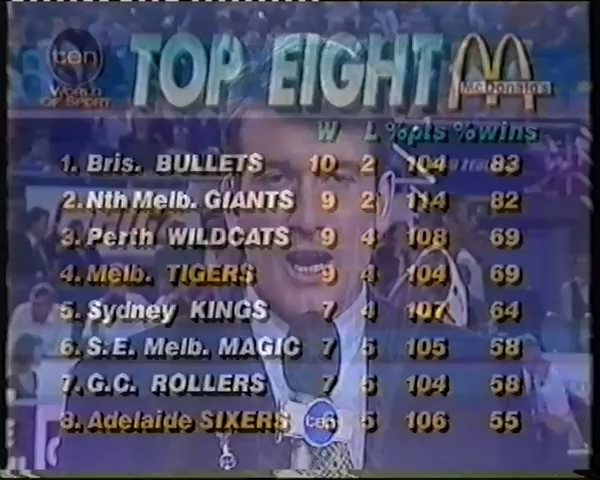 ten
WORLD
OF SPORT
TOP EIGHT
McDonald's
W L %pts %wins
1. Bris. BULLETS 10 2 104 83
2. Nth Melb. GIANTS 9 2 114 82
3. Perth WILDCATS 9 4 108 69
4. Melb. TIGERS 9 4 104 69
5. Sydney KINGS 7 4 107 64
6. S.E. Melb. MAGIC 7 5 105 58
7. G.C. ROLLERS 7 5 104 58
8. Adelaide SIXERS 6 5 106 55
ten